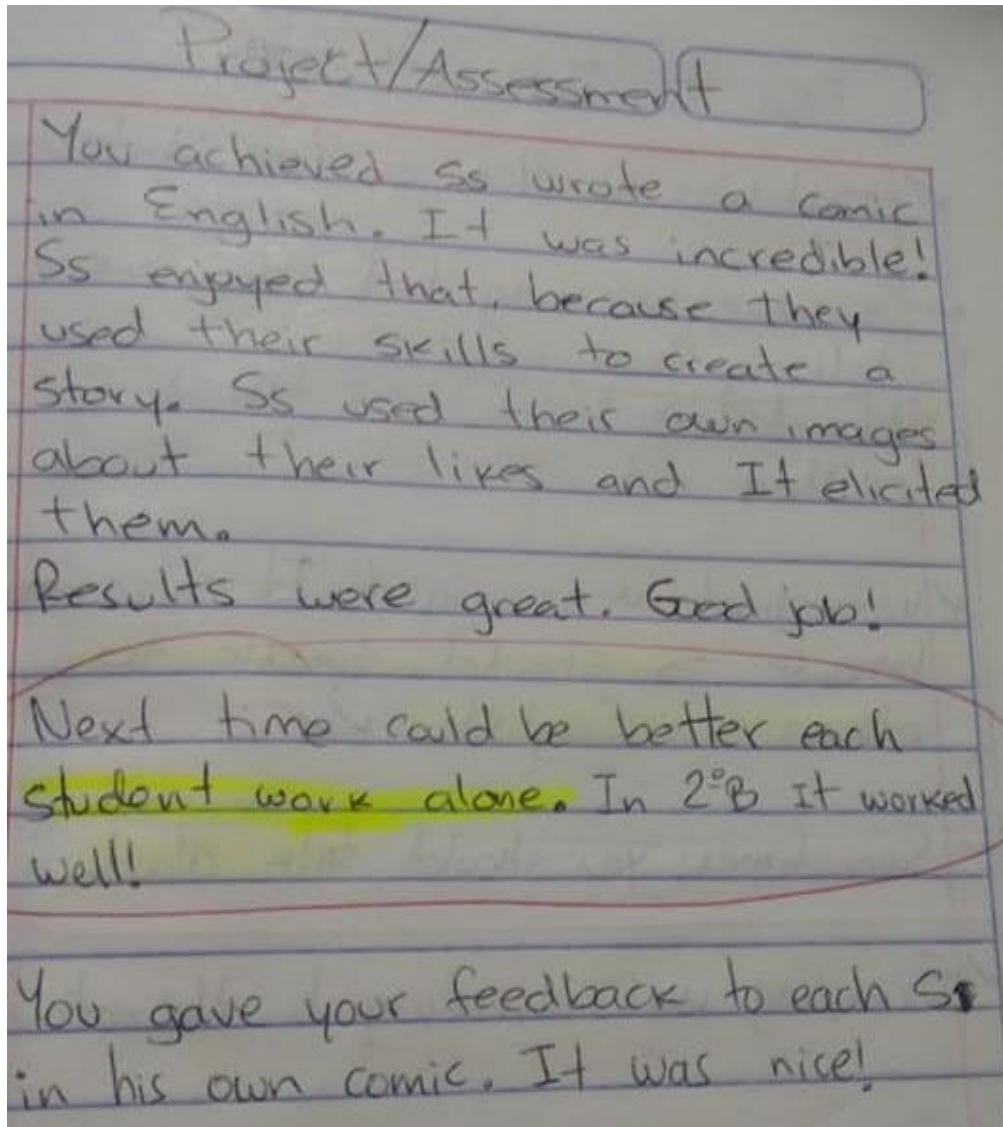 Project/Assessment
You achieved Ss wrote a comic
in English. It was incredible!
Ss enjoyed that, because they
used their skills to create a
story. Ss used their own images
about their likes and It elicited
them.
Results were great. Good job!
Next time could be better each
student work alone. In 2°B It worked
well!
You gave your feedback to each Ss
in his own comic. It was nice!